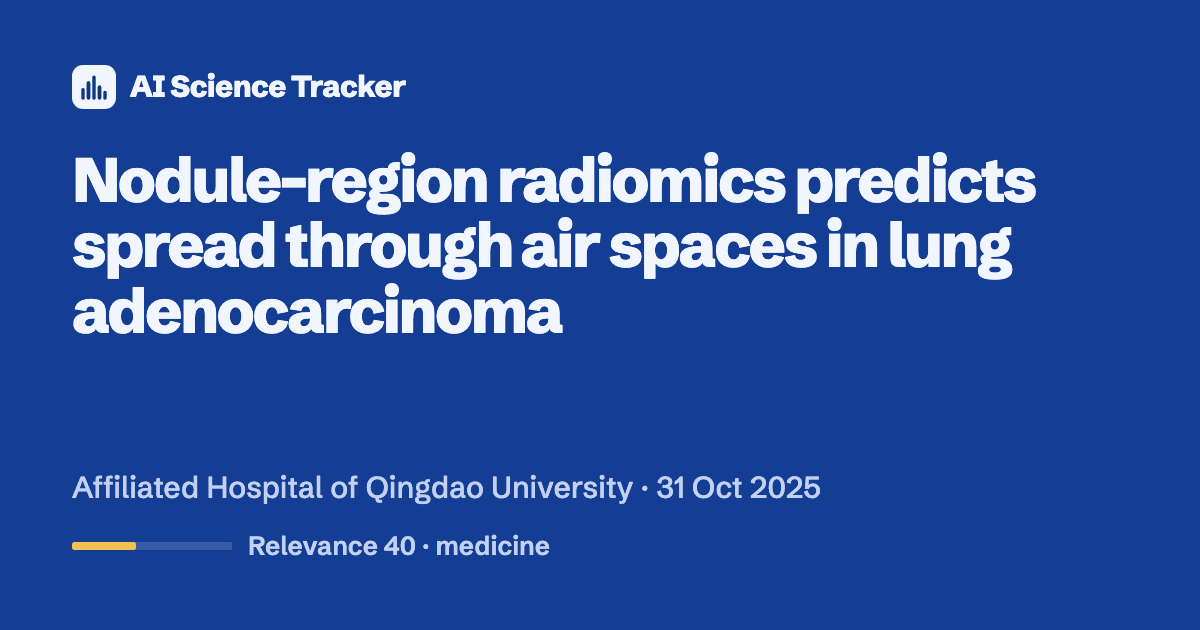 AI Science Tracker
Nodule-region radiomics predicts
spread through air spaces in lung
adenocarcinoma
Affiliated Hospital of Qingdao University · 31 Oct 2025
Relevance 40 · medicine